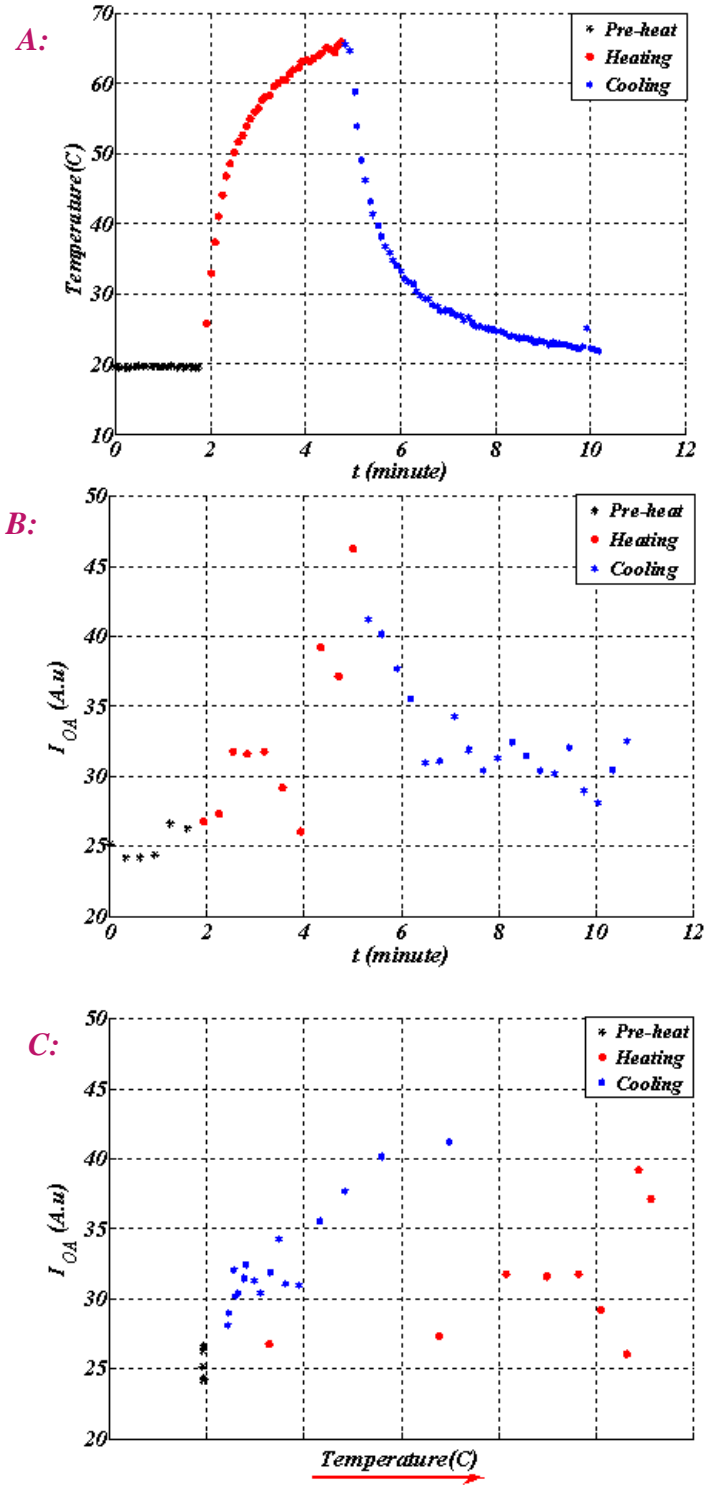 A:
70
60
50
40
30
20
10
Temperature(C)
Pre-heat
Heating
Cooling
0 2 4 6 8 10 12
t (minute)
B:
50
45
40
35
30
25
20
I_OA (A.u)
Pre-heat
Heating
Cooling
0 2 4 6 8 10 12
t (minute)
C:
50
45
40
35
30
25
20
I_OA (A.u)
Pre-heat
Heating
Cooling
Temperature(C)